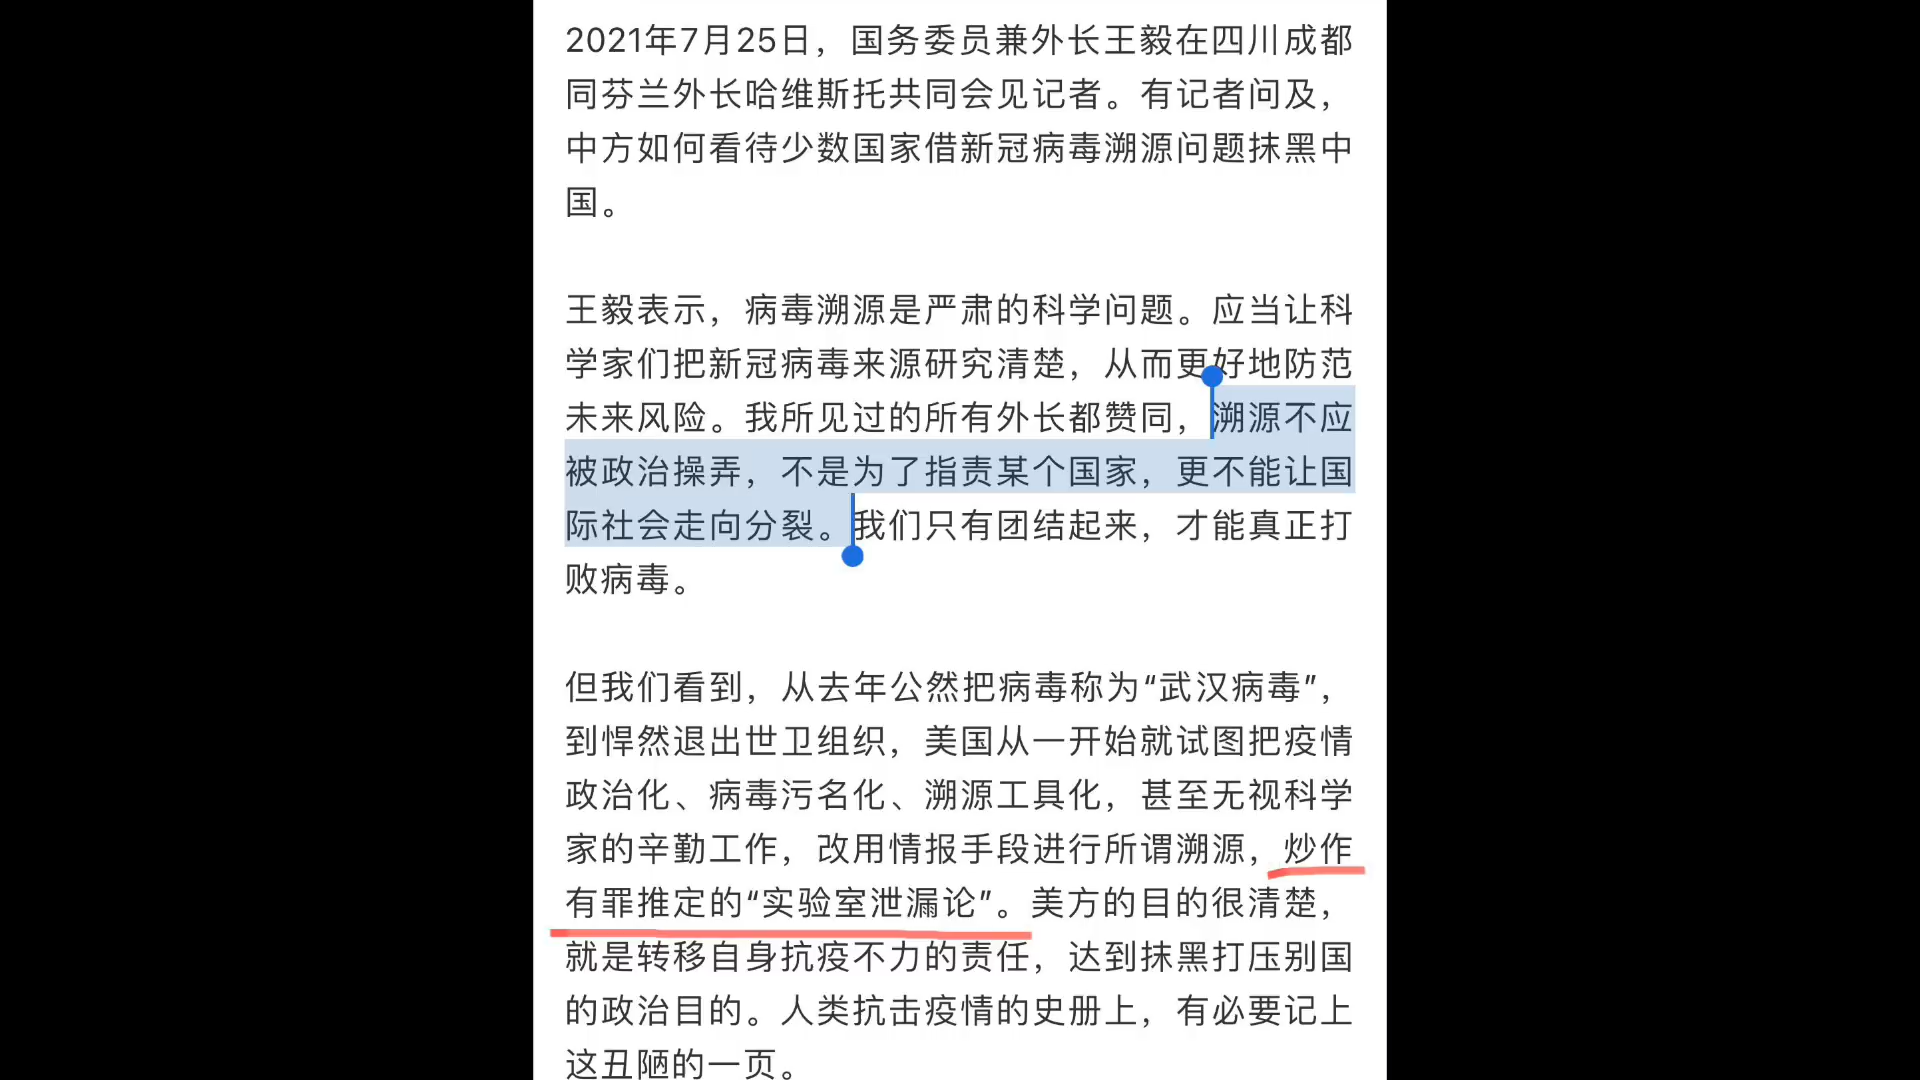 2021年7月25日，国务委员兼外长王毅在四川成都
同芬兰外长哈维斯托共同会见记者。有记者问及，
中方如何看待少数国家借新冠病毒溯源问题抹黑中
国。
王毅表示，病毒溯源是严肃的科学问题。应当让科
学家们把新冠病毒来源研究清楚，从而更好地防范
未来风险。我所见过的所有外长都赞同，溯源不应
被政治操弄，不是为了指责某个国家，更不能让国
际社会走向分裂。我们只有团结起来，才能真正打
败病毒。
但我们看到，从去年公然把病毒称为“武汉病毒”，
到悍然退出世卫组织，美国从一开始就试图把疫情
政治化、病毒污名化、溯源工具化，甚至无视科学
家的辛勤工作，改用情报手段进行所谓溯源，炒作
有罪推定的“实验室泄漏论”。美方的目的很清楚，
就是转移自身抗疫不力的责任，达到抹黑打压别国
的政治目的。人类抗击疫情的史册上，有必要记上
这丑陋的一页。